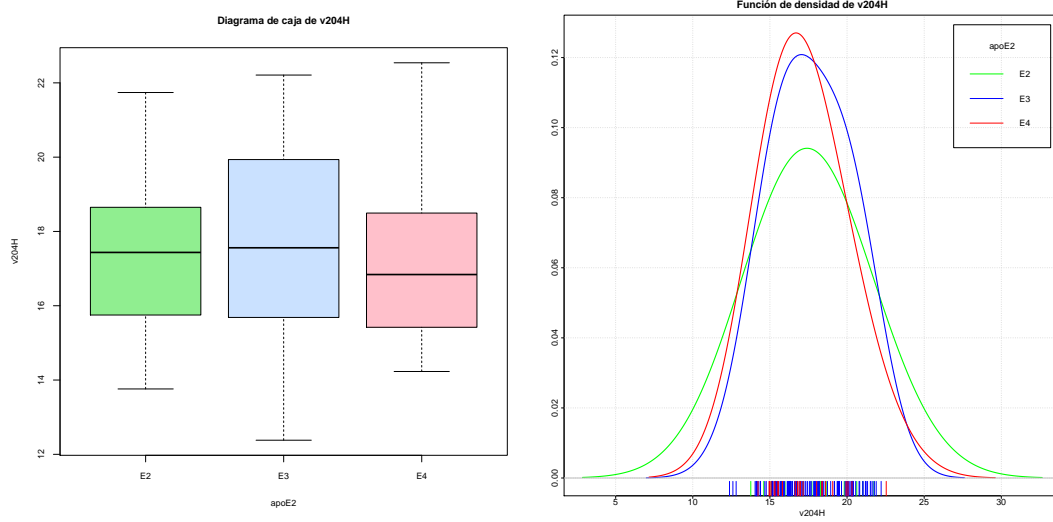 Diagrama de caja de v204H
v204H
22
20
18
16
14
12
E2 E3 E4
apoE2
Función de densidad de v204H
0.12
0.10
0.08
0.06
0.04
0.02
0.00
apoE2
E2
E3
E4
5 10 15 20 25 30
v204H